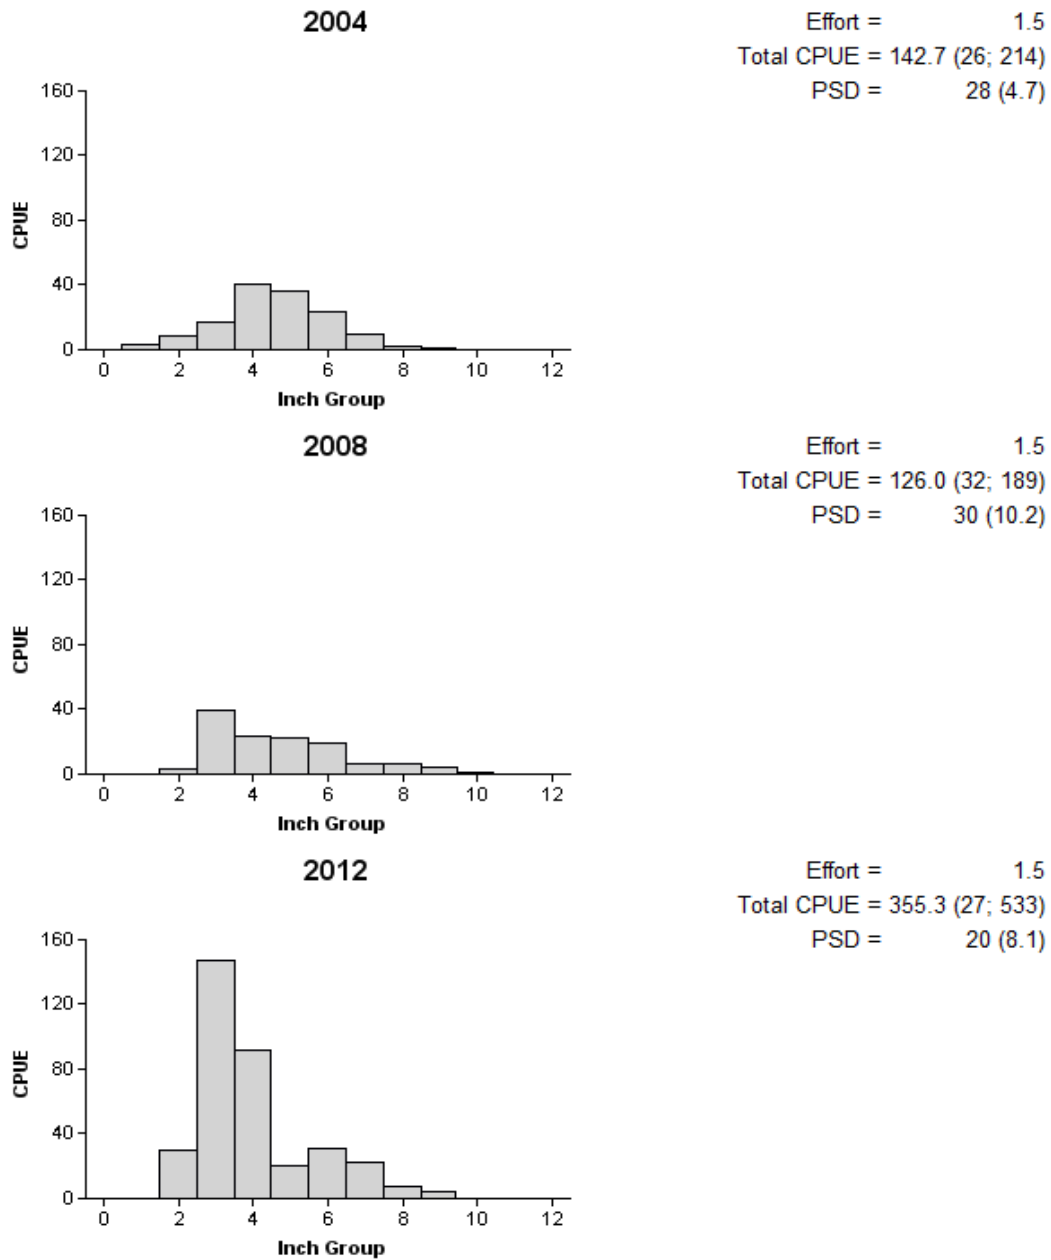 2004
Effort = 1.5
Total CPUE = 142.7 (26; 214)
PSD = 28 (4.7)
160
120
80
40
0
CPUE
0 2 4 6 8 10 12
Inch Group
2008
Effort = 1.5
Total CPUE = 126.0 (32; 189)
PSD = 30 (10.2)
160
120
80
40
0
CPUE
0 2 4 6 8 10 12
Inch Group
2012
Effort = 1.5
Total CPUE = 355.3 (27; 533)
PSD = 20 (8.1)
160
120
80
40
0
CPUE
0 2 4 6 8 10 12
Inch Group